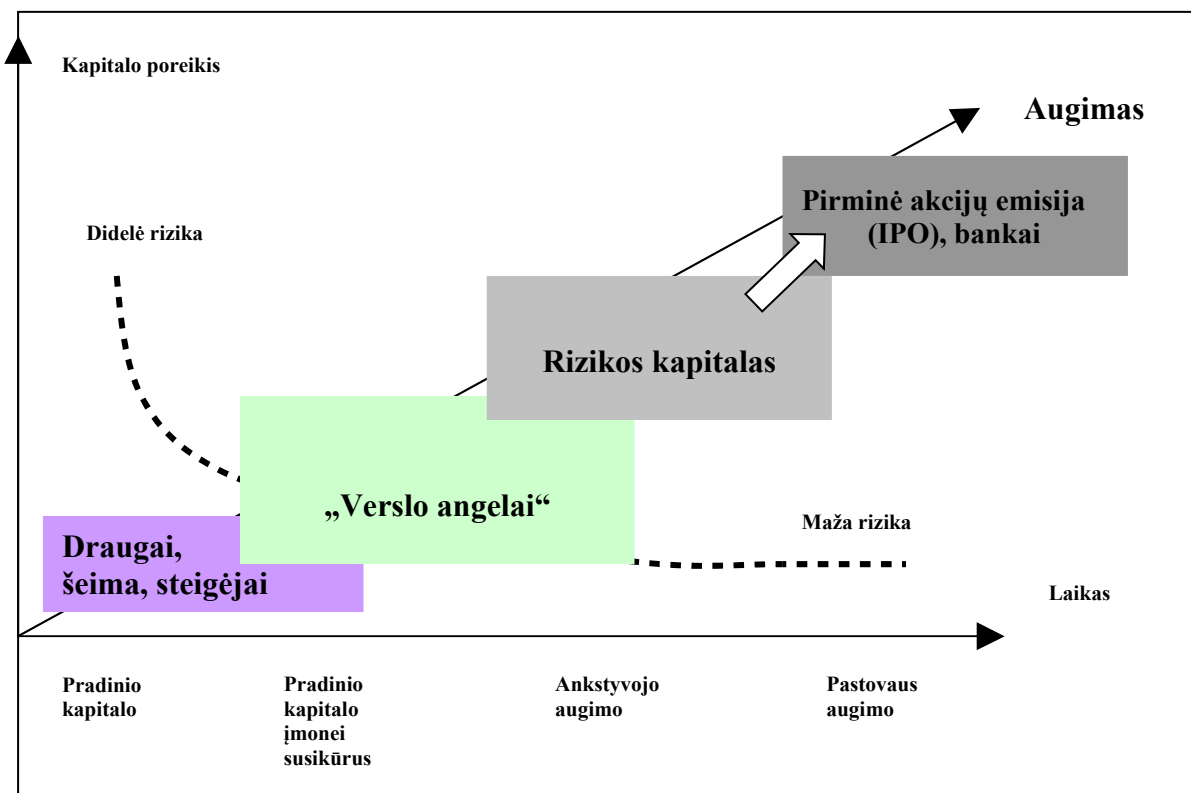 Kapitalo poreikis
Augimas
Pirminė akcijų emisija
(IPO), bankai
Didelė rizika
Rizikos kapitalas
„Verslo angelai“
Maža rizika
Draugai,
šeima, steigėjai
Laikas
Pradinio
kapitalo
Pradinio
kapitalo
įmonei
susikūrus
Ankstyvojo
augimo
Pastovaus
augimo